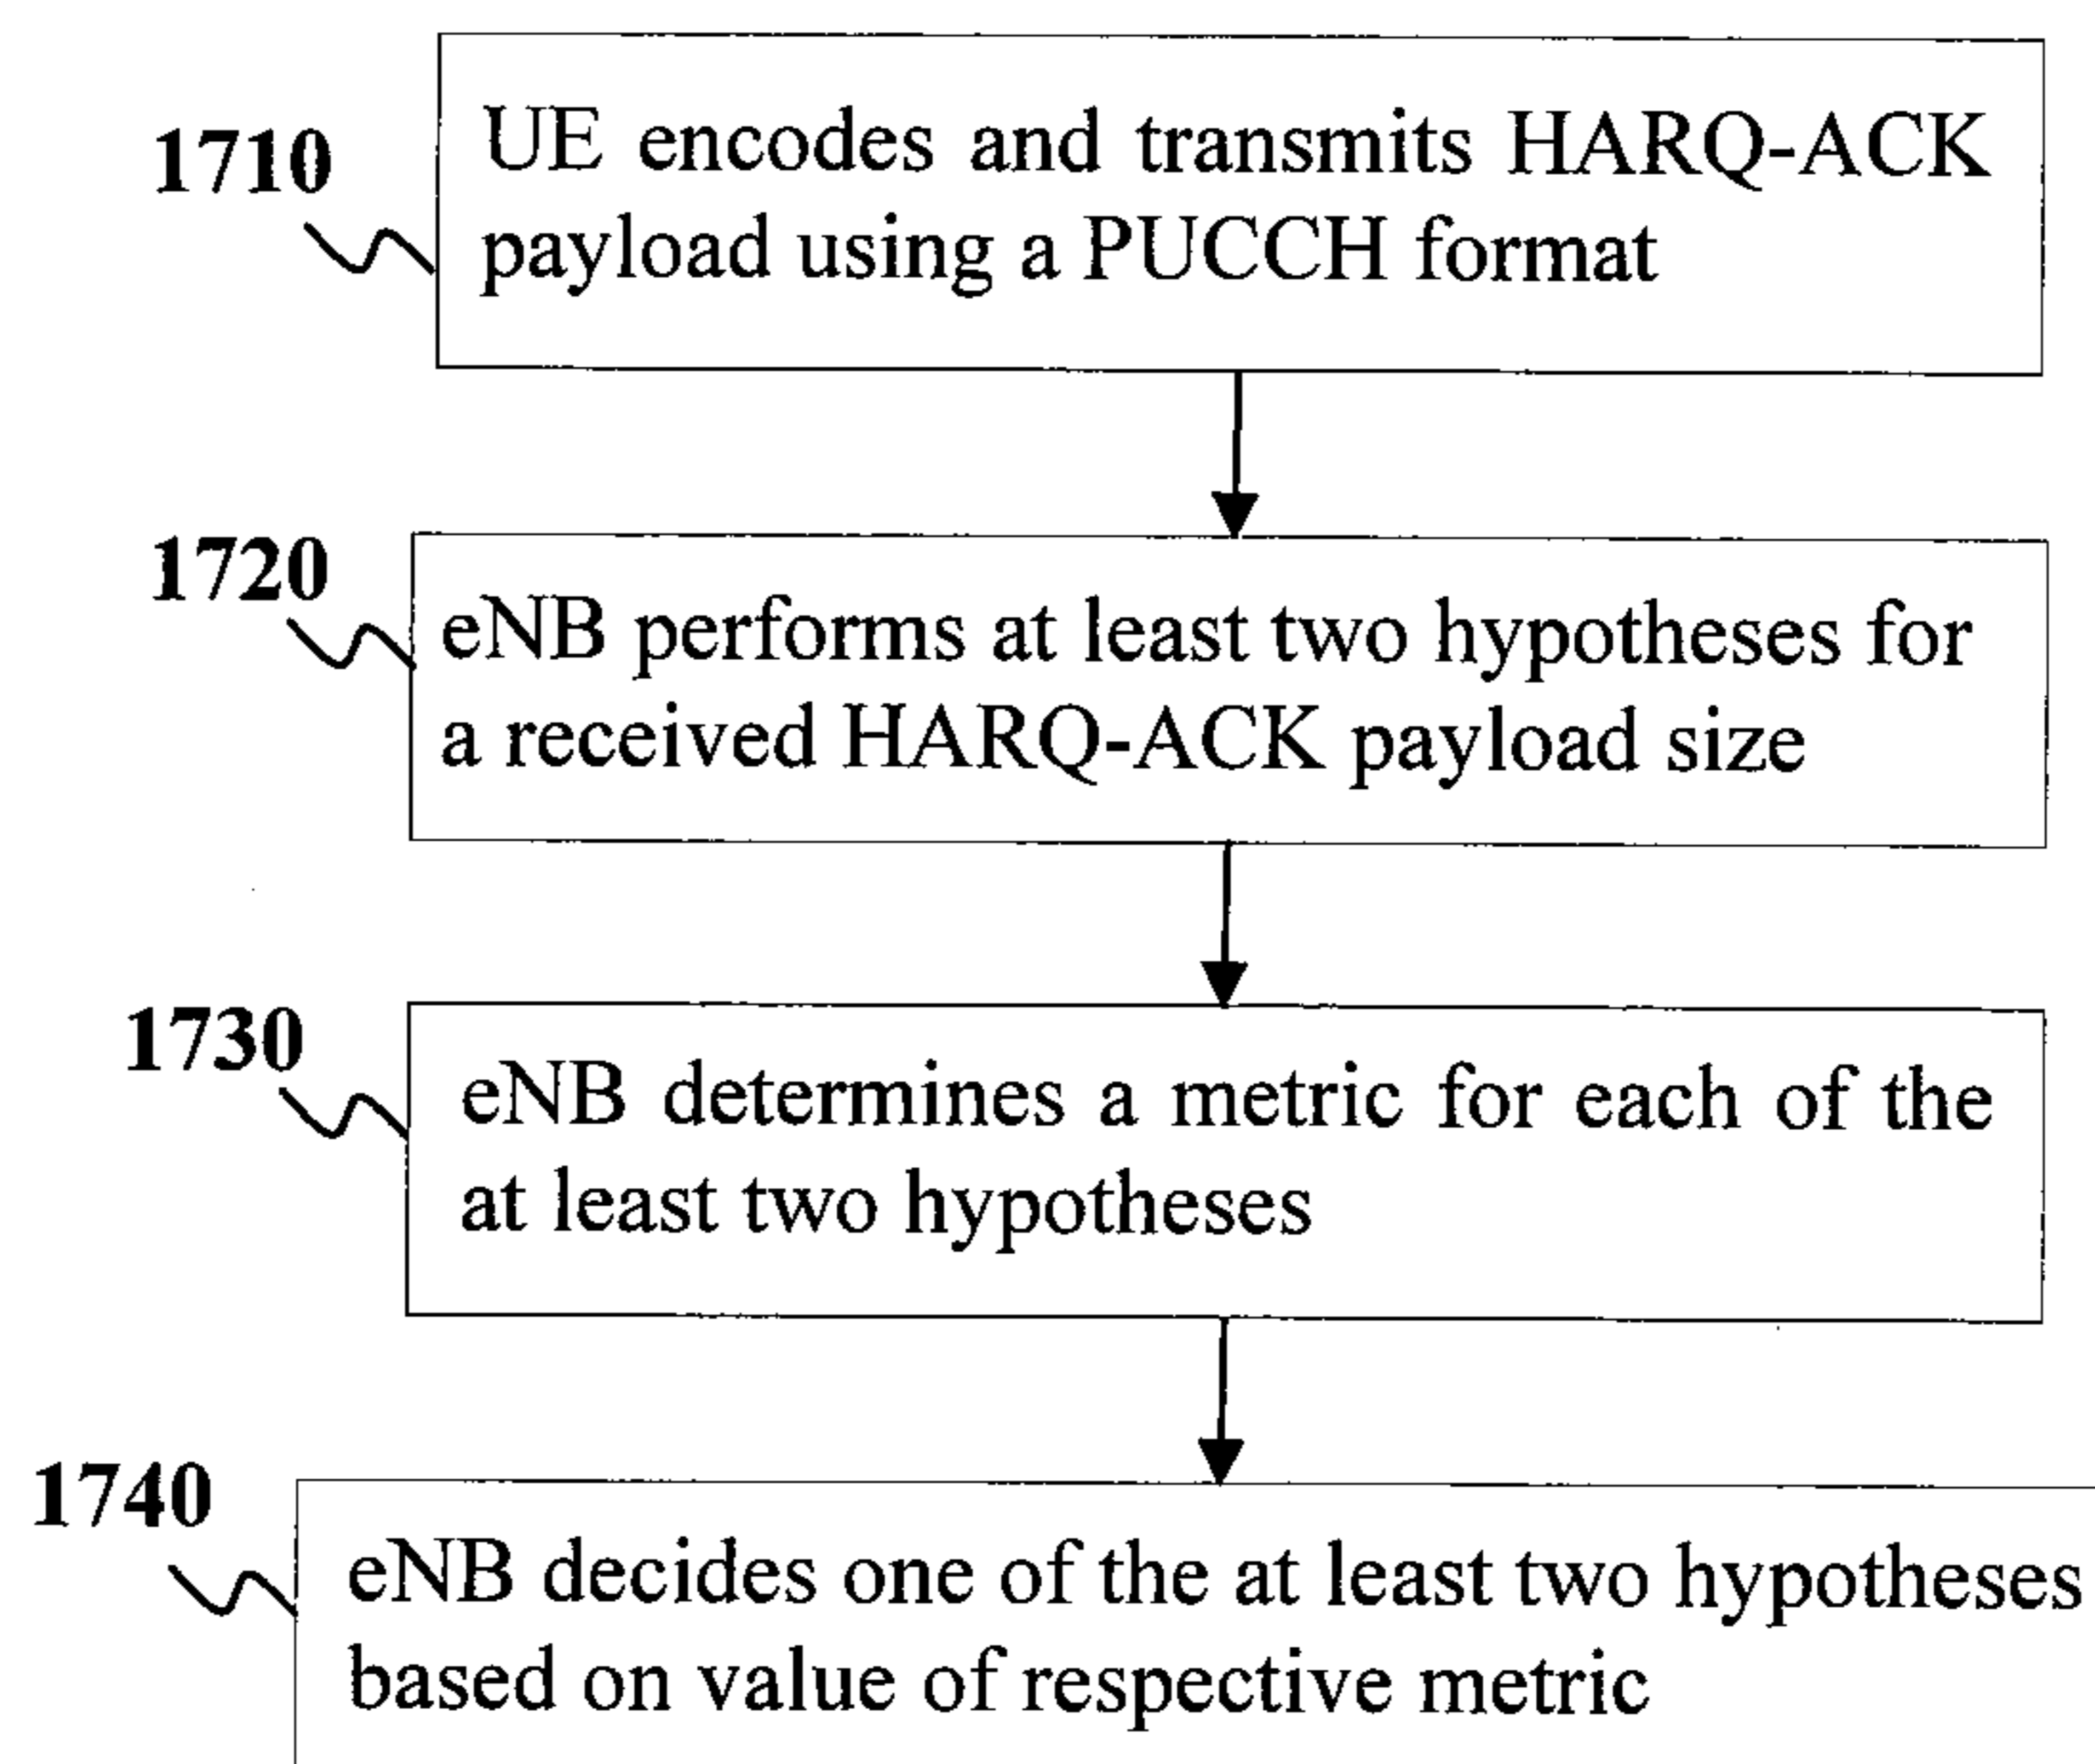 1710
UE encodes and transmits HARQ-ACK
payload using a PUCCH format
1720
eNB performs at least two hypotheses for
a received HARQ-ACK payload size
1730
eNB determines a metric for each of the
at least two hypotheses
1740
eNB decides one of the at least two hypotheses
based on value of respective metric